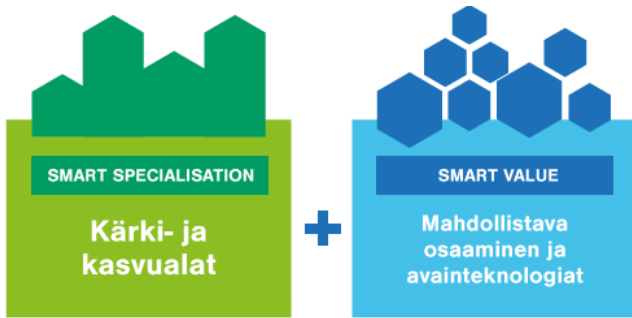 SMART SPECIALISATION
Kärki- ja
kasvualat
+
SMART VALUE
Mahdollistava
osaaminen ja
avainteknologiat